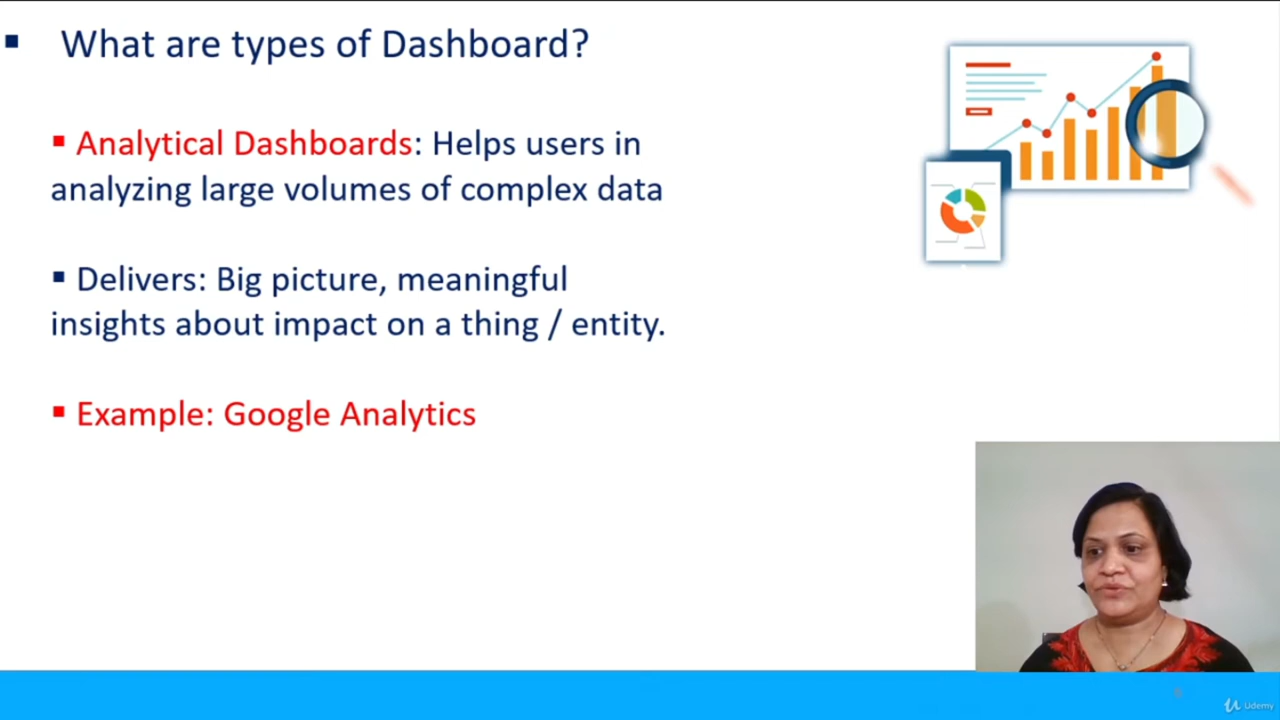 ▪ What are types of Dashboard?
▪ Analytical Dashboards: Helps users in
analyzing large volumes of complex data
▪ Delivers: Big picture, meaningful
insights about impact on a thing / entity.
▪ Example: Google Analytics
Udemy